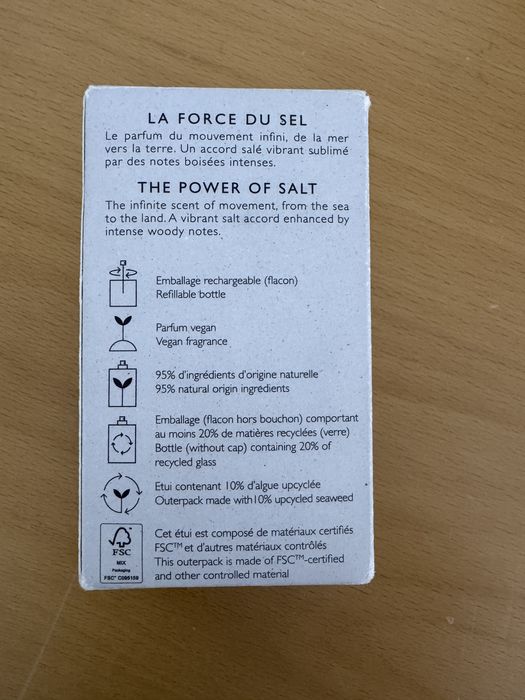 LA FORCE DU SEL
Le parfum du mouvement infini, de la mer
vers la terre. Un accord salé vibrant sublimé
par des notes boisées intenses.
THE POWER OF SALT
The infinite scent of movement, from the sea
to the land. A vibrant salt accord enhanced by
intense woody notes.
Emballage rechargeable (flacon)
Refillable bottle
Parfum vegan
Vegan fragrance
95% d'ingrédients d'origine naturelle
95% natural origin ingredients
Emballage (flacon hors bouchon) comportant
au moins 20% de matières recyclées (verre)
Bottle (without cap) containing 20% of
recycled glass
Etui contenant 10% d'algue upcyclée
Outerpack made with10% upcycled seaweed
FSC
MIX
Packaging
FSC® C095159
Cet étui est composé de matériaux certifiés
FSC™ et d'autres matériaux contrôlés
This outerpack is made of FSC™-certified
and other controlled material